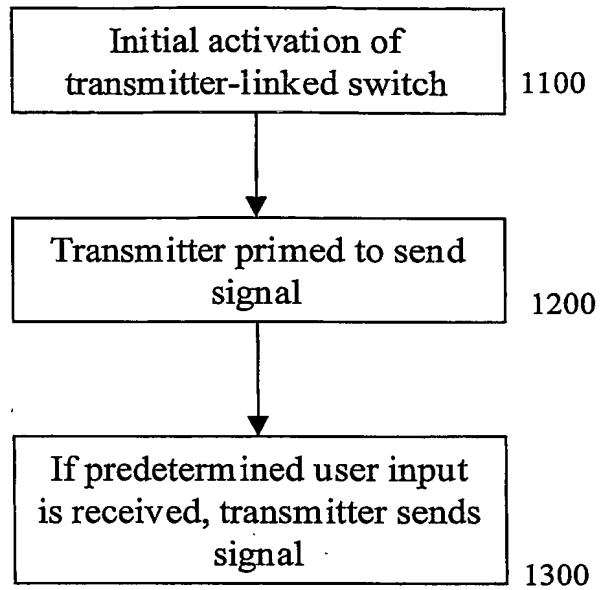 Initial activation of
transmitter-linked switch
1100
Transmitter primed to send
signal
1200
If predetermined user input
is received, transmitter sends
signal
1300